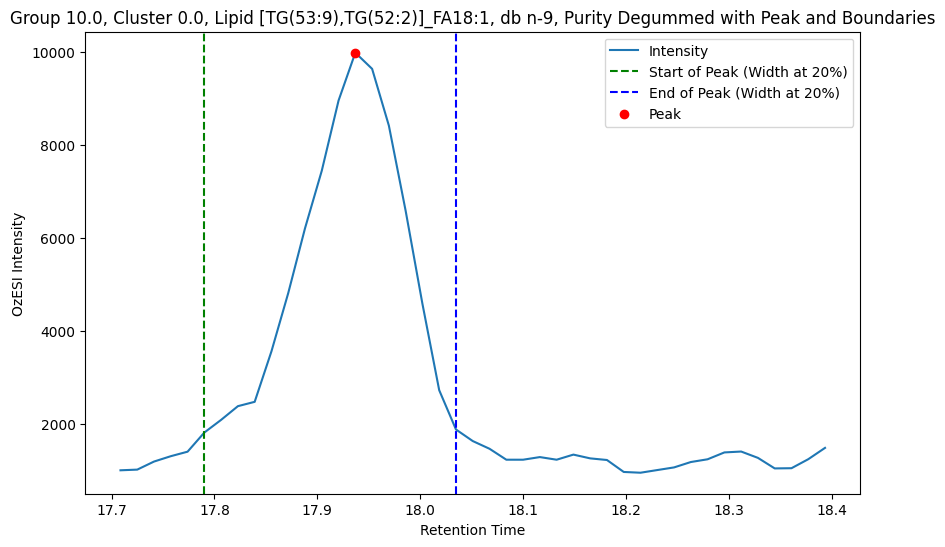 Group 10.0, Cluster 0.0, Lipid [TG(53:9),TG(52:2)]_FA18:1, db n-9, Purity Degummed with Peak and Boundaries
Intensity
Start of Peak (Width at 20%)
End of Peak (Width at 20%)
Peak
10000
8000
6000
4000
2000
OzESI Intensity
17.7 17.8 17.9 18.0 18.1 18.2 18.3 18.4
Retention Time